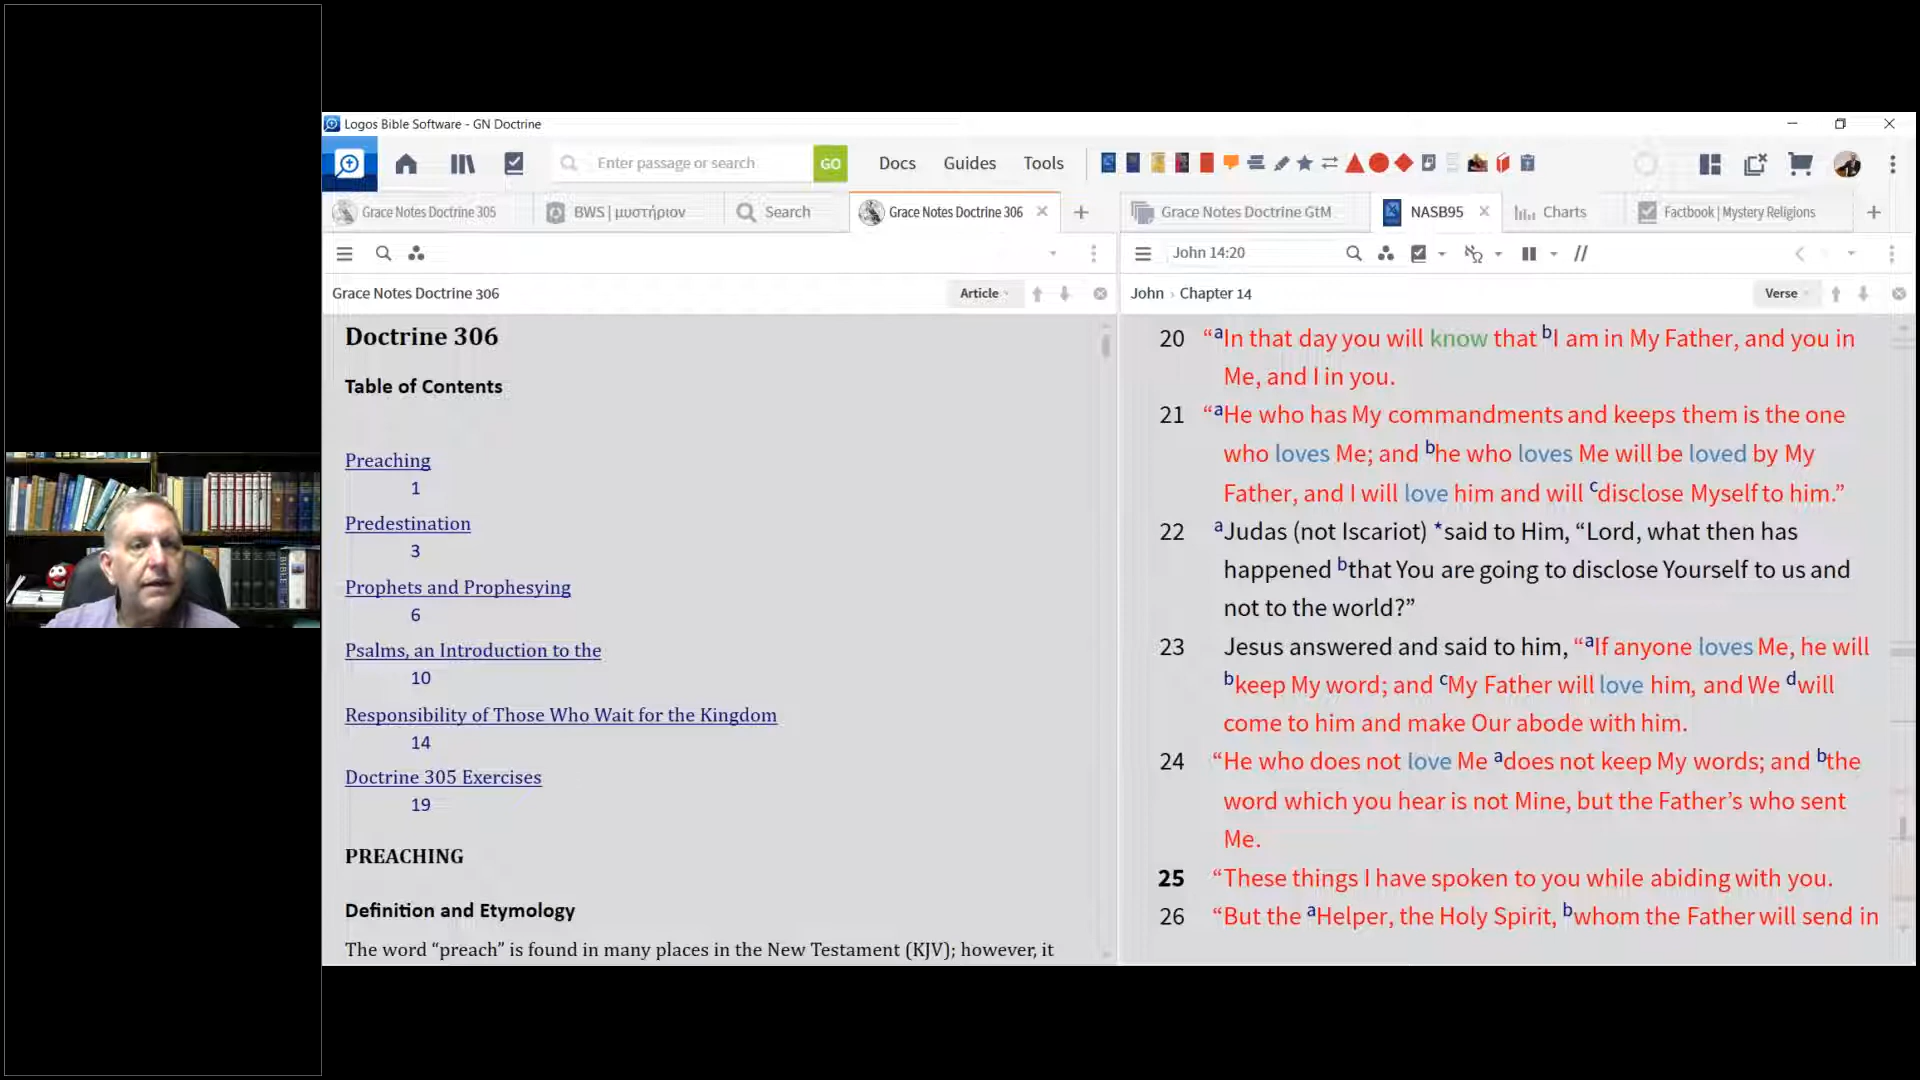 Logos Bible Software - GN Doctrine
Enter passage or search
GO
Docs
Guides
Tools
Grace Notes Doctrine 305
BWS | μυστήριον
Search
Grace Notes Doctrine 306
Grace Notes Doctrine GtM
NASB95
Charts
Factbook | Mystery Religions
John 14:20
Grace Notes Doctrine 306
Article
John › Chapter 14
Verse
Doctrine 306
Table of Contents
Preaching
1
Predestination
3
Prophets and Prophesying
6
Psalms, an Introduction to the
10
Responsibility of Those Who Wait for the Kingdom
14
Doctrine 305 Exercises
19
PREACHING
Definition and Etymology
The word “preach” is found in many places in the New Testament (KJV); however, it
20 “aIn that day you will know that bI am in My Father, and you in
Me, and I in you.
21 “aHe who has My commandments and keeps them is the one
who loves Me; and bhe who loves Me will be loved by My
Father, and I will love him and will cdisclose Myself to him.”
22 aJudas (not Iscariot) *said to Him, “Lord, what then has
happened bthat You are going to disclose Yourself to us and
not to the world?”
23 Jesus answered and said to him, “aIf anyone loves Me, he will
bkeep My word; and cMy Father will love him, and We dwill
come to him and make Our abode with him.
24 “He who does not love Me adoes not keep My words; and bthe
word which you hear is not Mine, but the Father’s who sent
Me.
25 “These things I have spoken to you while abiding with you.
26 “But the aHelper, the Holy Spirit, bwhom the Father will send in
BIBLE